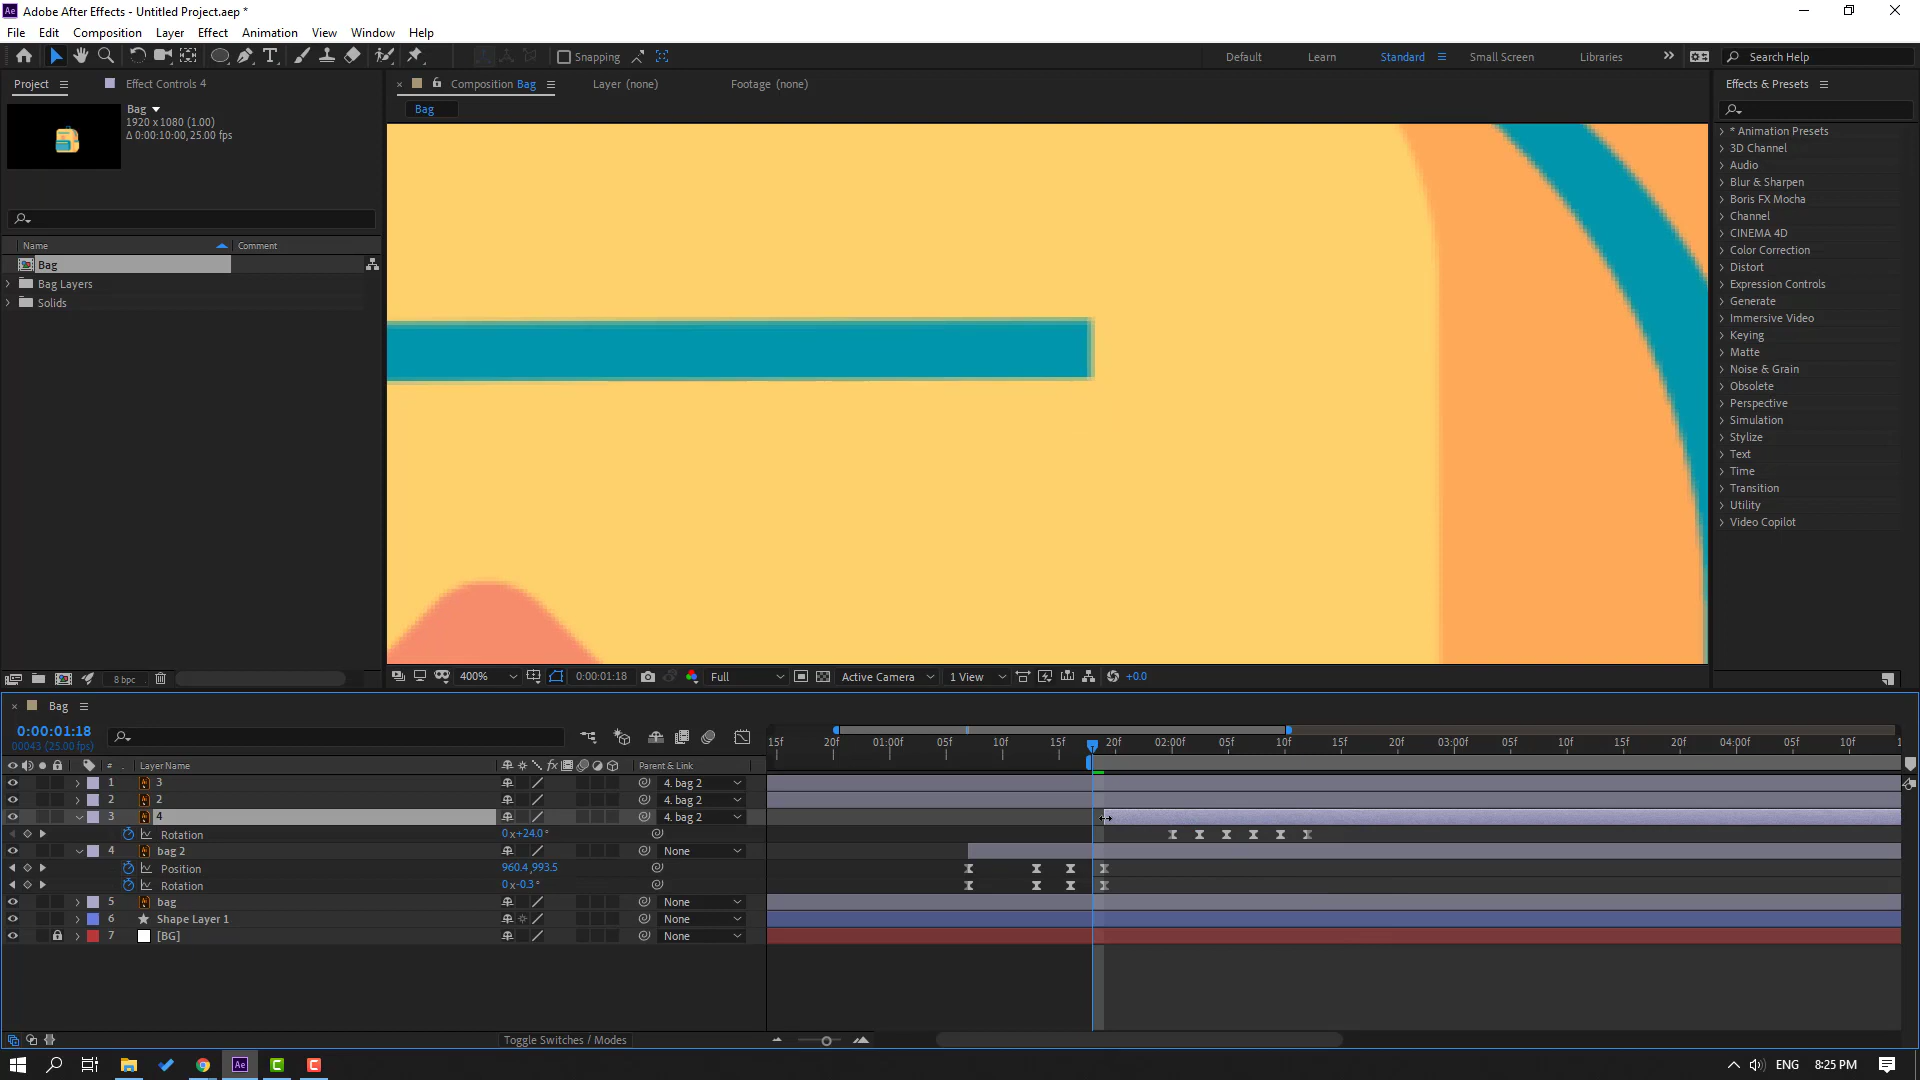 Adobe After Effects - Untitled Project.aep *
File Edit Composition Layer Effect Animation View Window Help
Snapping Default Learn Standard Small Screen Libraries Search Help
Project Effect Controls 4 Composition Bag Layer (none) Footage (none) Effects & Presets
Bag
1920 x 1080 (1.00)
Δ 0:00:10:00, 25.00 fps
Bag
Name Comment
Bag
Bag Layers
Solids
* Animation Presets
3D Channel
Audio
Blur & Sharpen
Boris FX Mocha
Channel
CINEMA 4D
Color Correction
Distort
Expression Controls
Generate
Immersive Video
Keying
Matte
Noise & Grain
Obsolete
Perspective
Simulation
Stylize
Text
Time
Transition
Utility
Video Copilot
8 bpc 400% 0:00:01:18 Full Active Camera 1 View +0.0
Bag
0:00:01:18
00043 (25.00 fps)
15f 20f 01:00f 05f 10f 15f 20f 02:00f 05f 10f 15f 20f 03:00f 05f 10f 15f 20f 04:00f 05f 10f 1
# . Layer Name Parent & Link
1 3 4. bag 2
2 2 4. bag 2
3 4 4. bag 2
Rotation 0x+24.0°
4 bag 2 None
Position 960.4,993.5
Rotation 0x-0.3°
5 bag None
6 Shape Layer 1 None
7 [BG] None
Toggle Switches / Modes
ENG 8:25 PM